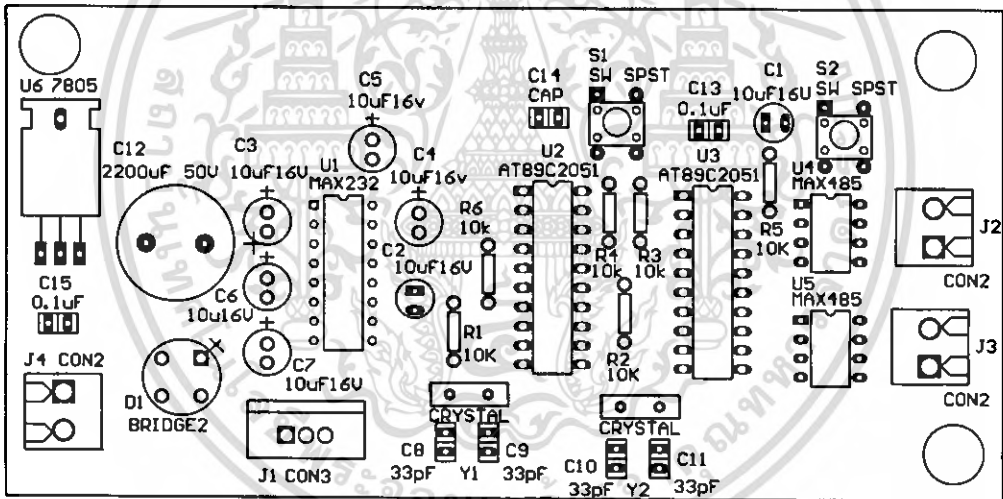 U6 7805
C12
2200uF 50V
C15
0.1uF
J4 CON2
D1
BRIDGE2
C3
10uF16V
C6
10u16V
C7
10uF16V
J1 CON3
U1
MAX232
C5
10uF16v
C4
10uF16v
C2
10uF16V
R6
10k
R1
10K
CRYSTAL
C8
33pF
Y1
C9
33pF
C14
CAP
S1
SW SPST
U2
AT89C2051
R4
10k
R3
10k
R2
10K
CRYSTAL
C10
33pF
Y2
C11
33pF
C13
0.1uF
U3
AT89C2051
C1
10uF16V
R5
10K
S2
SW SPST
U4
MAX485
U5
MAX485
J2
CON2
J3
CON2